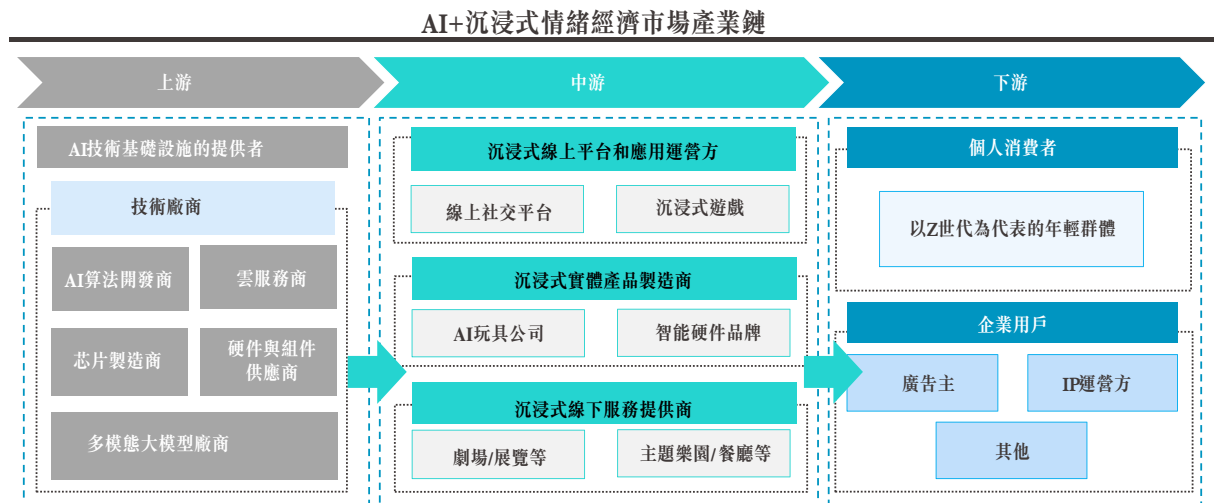 AI+沉浸式情緒經濟市場產業鏈
上游
中游
下游
AI技術基礎設施的提供者
技術廠商
AI算法開發商
雲服務商
芯片製造商
硬件與組件
供應商
多模態大模型廠商
沉浸式線上平台和應用運營方
線上社交平台
沉浸式遊戲
沉浸式實體產品製造商
AI玩具公司
智能硬件品牌
沉浸式線下服務提供商
劇場/展覽等
主題樂園/餐廳等
個人消費者
以Z世代為代表的年輕群體
企業用戶
廣告主
IP運營方
其他